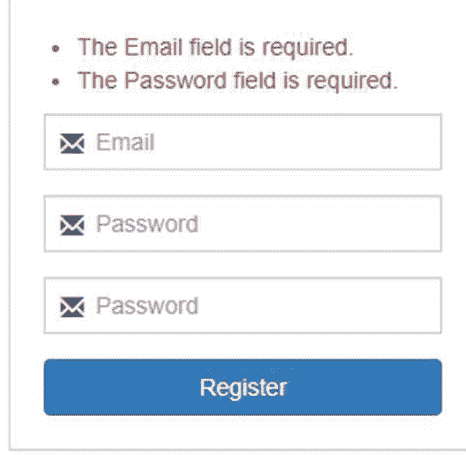 The Email field is required.
The Password field is required.
Email
Password
Password
Register